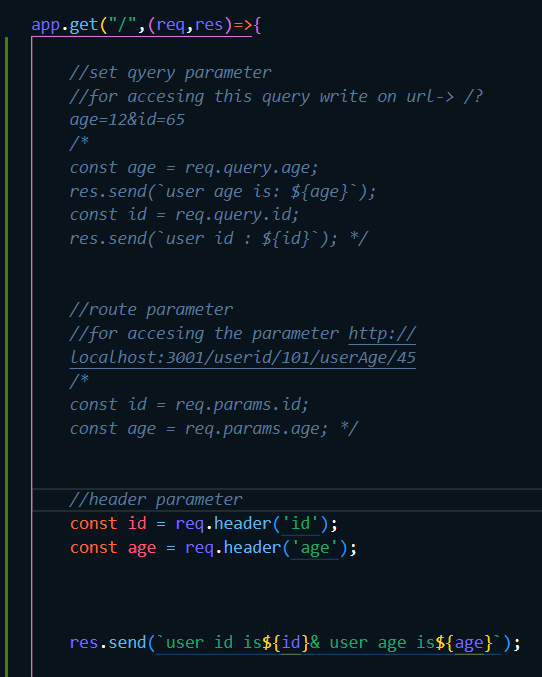 app.get("/",(req,res)=>{
//set qyery parameter
//for accesing this query write on url-> /?
age=12&id=65
/*
const age = req.query.age;
res.send(`user age is: ${age}`);
const id = req.query.id;
res.send(`user id : ${id}`); */
//route parameter
//for accesing the parameter http://
localhost:3001/userid/101/userAge/45
/*
const id = req.params.id;
const age = req.params.age; */
//header parameter
const id = req.header('id');
const age = req.header('age');
res.send(`user id is${id}& user age is${age}`);